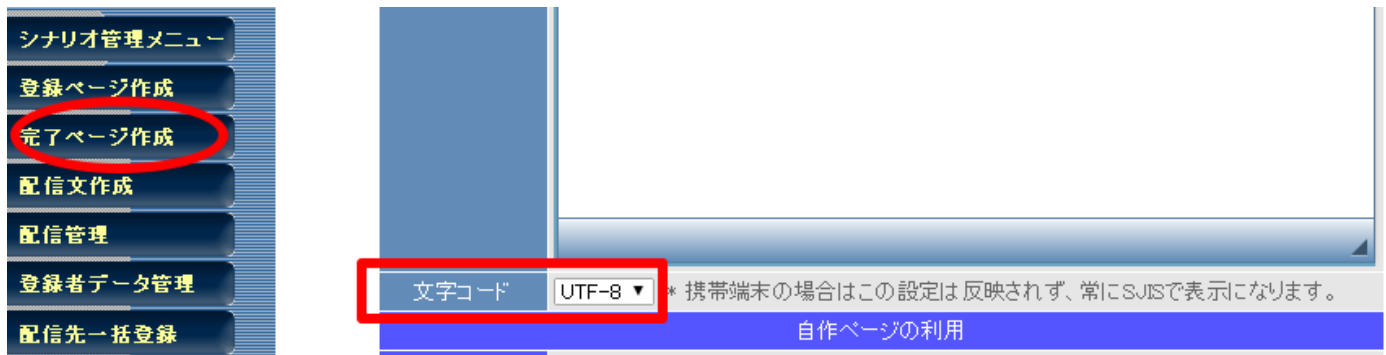 シナリオ管理メニュー
登録ページ作成
完了ページ作成
配信文作成
配信管理
登録者データ管理
配信先一括登録
文字コード UTF-8 ▼ * 携帯端末の場合はこの設定は反映されず、常にSJISで表示になります。
自作ページの利用